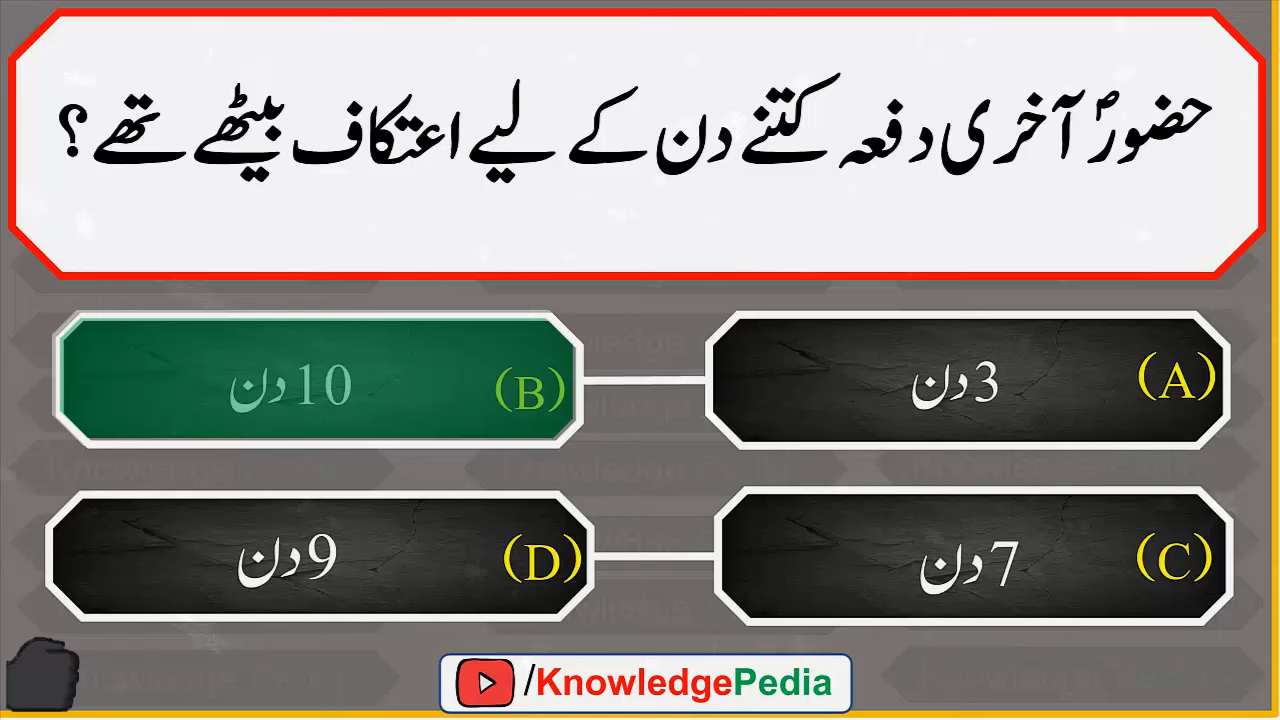 حضورؐ آخری دفعہ کتنے دن کے لیے اعتکاف بیٹھے تھے؟
(A) 3 دن
(B) 10 دن
(C) 7 دن
(D) 9 دن
/KnowledgePedia